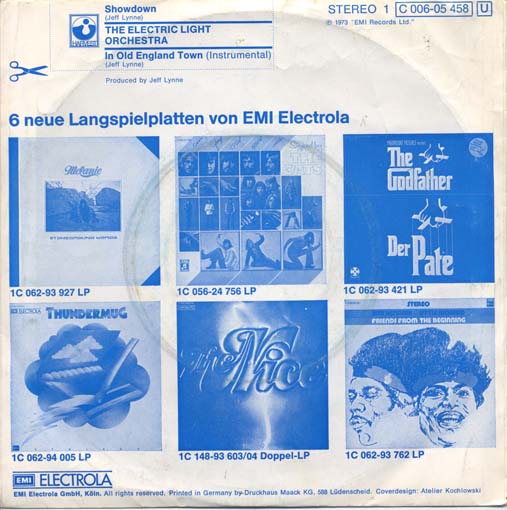 Showdown
(Jeff Lynne)
THE ELECTRIC LIGHT
ORCHESTRA
In Old England Town (Instrumental)
(Jeff Lynne)
Produced by Jeff Lynne
HARVEST
STEREO 1 C 006-05 458 U
℗ 1973 "EMI Records Ltd."
6 neue Langspielplatten von EMI Electrola
Melanie
STONEGROUND WORDS
1C 062-93 927 LP
1C 056-24 756 LP
The
Godfather
Der Pate
1C 062-93 421 LP
EMI ELECTROLA
THUNDERMUG
1C 062-94 005 LP
The Nice
1C 148-93 603/04 Doppel-LP
STEREO
FRIENDS FROM THE BEGINNING
1C 062-93 762 LP
EMI ELECTROLA
EMI Electrola GmbH, Köln. All rights reserved. Printed in Germany by Druckhaus Maack KG, 588 Lüdenscheid. Coverdesign: Atelier Kochlowski